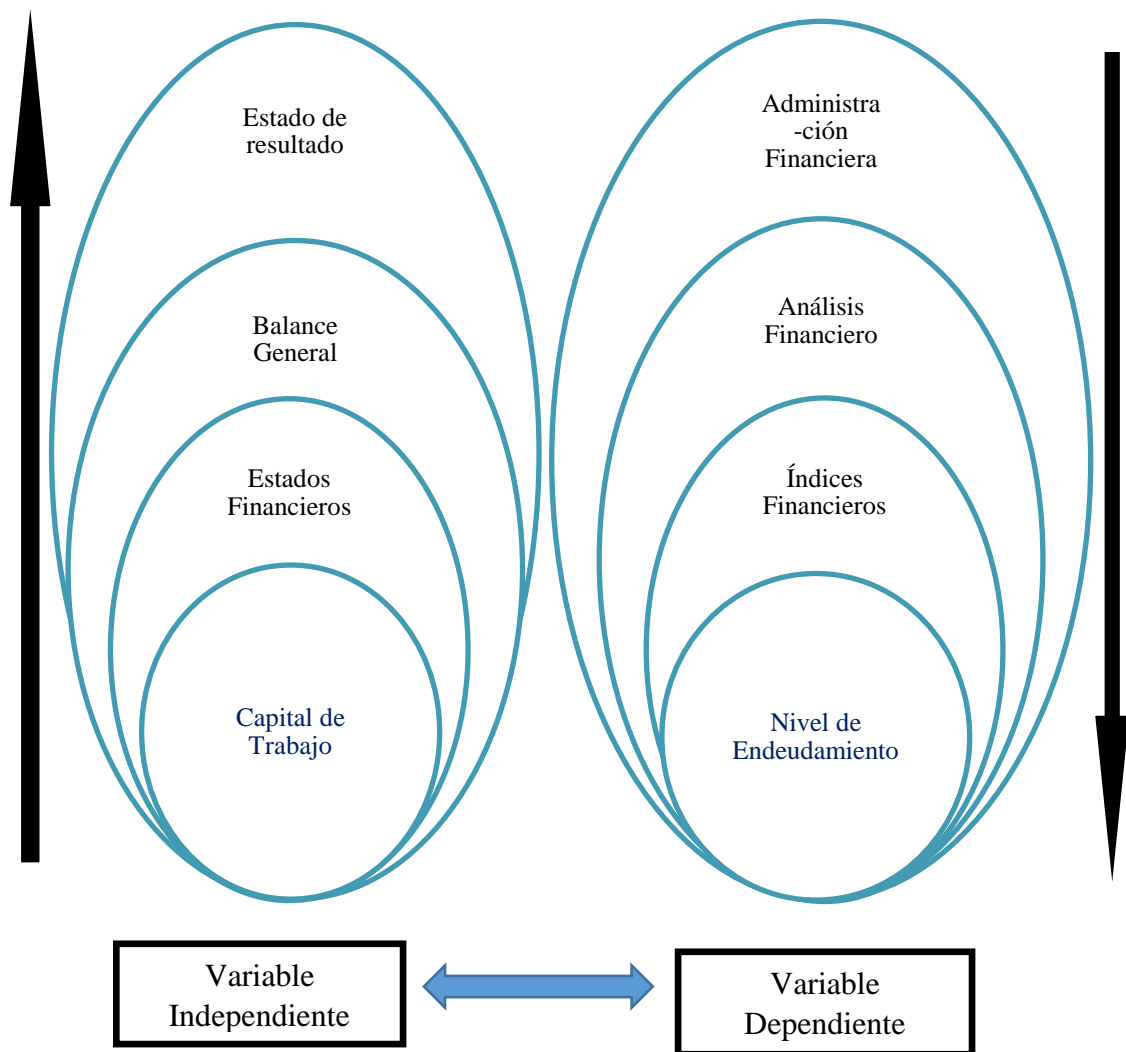 Estado de
resultado
Balance
General
Estados
Financieros
Capital de
Trabajo
Administra
-ción
Financiera
Análisis
Financiero
Índices
Financieros
Nivel de
Endeudamiento
Variable
Independiente
Variable
Dependiente